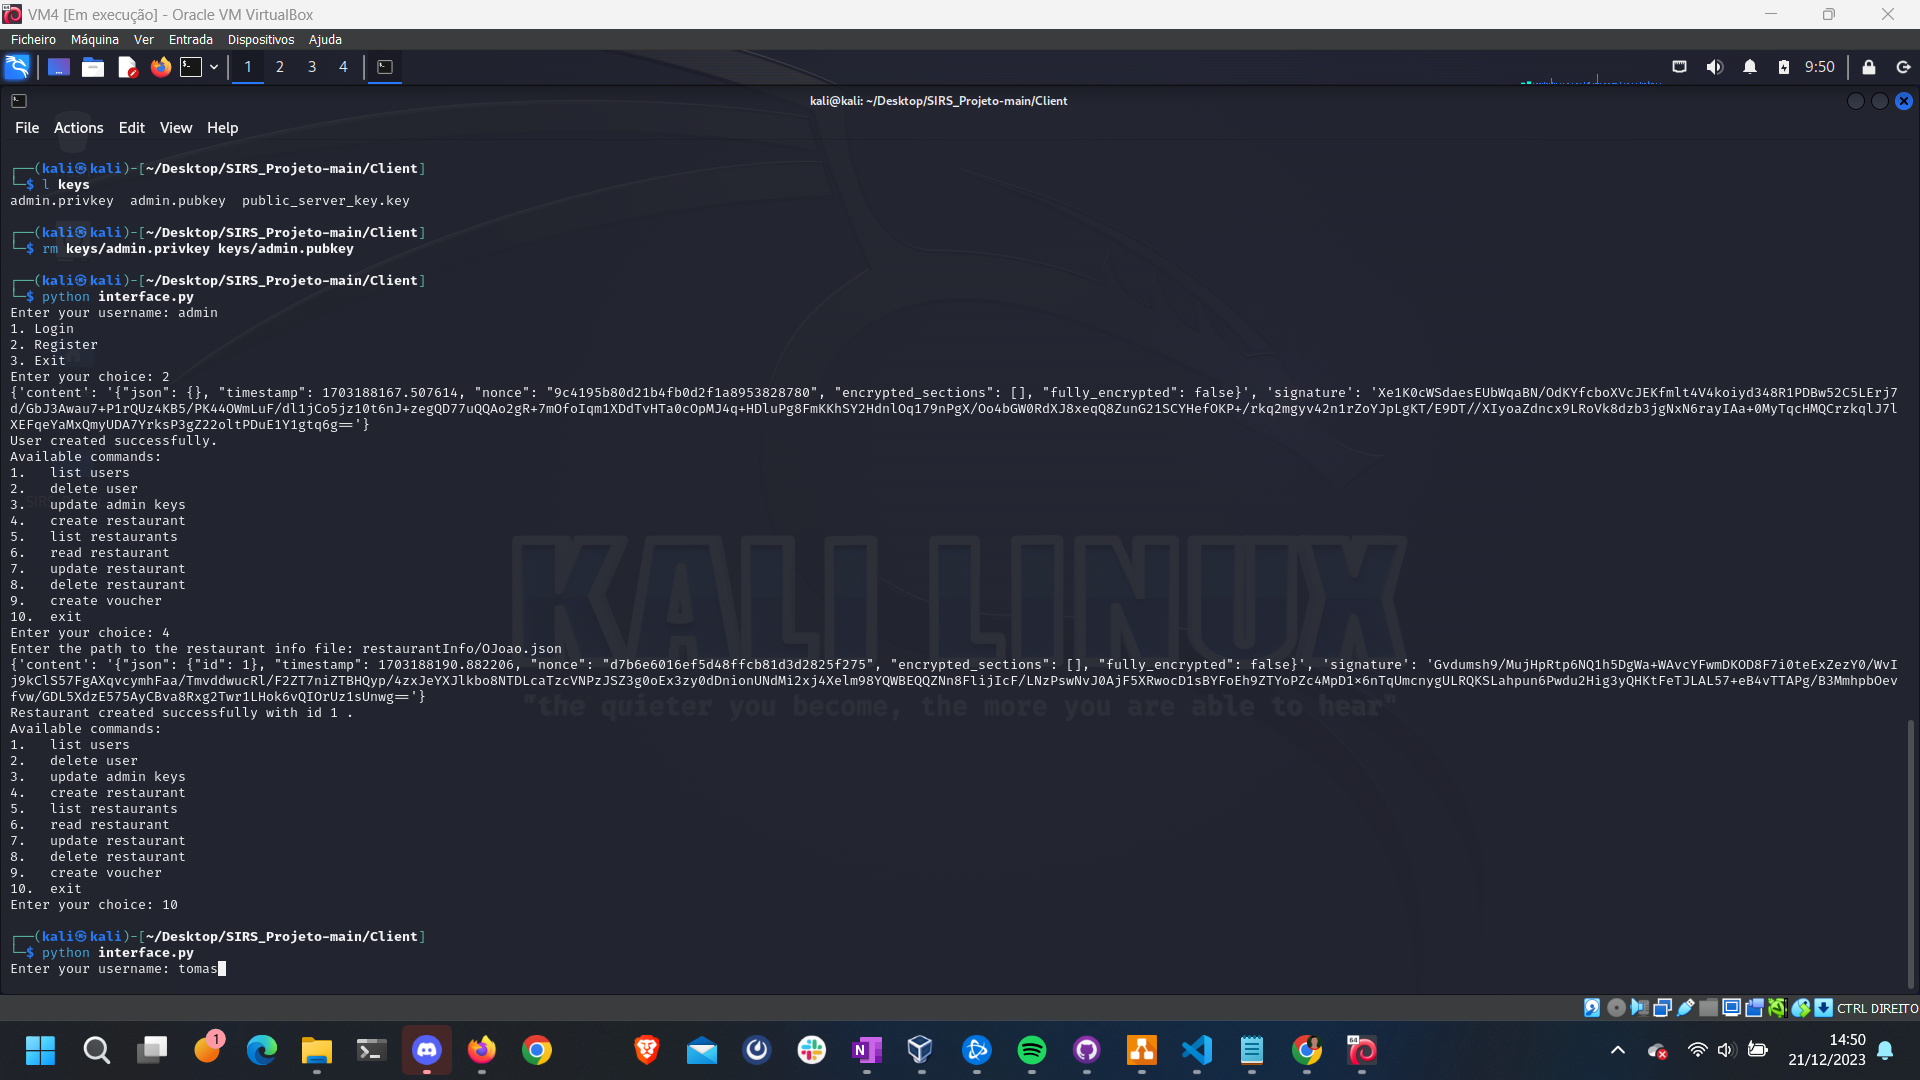 VM4 [Em execução] - Oracle VM VirtualBox
Ficheiro Máquina Ver Entrada Dispositivos Ajuda
1 2 3 4 9:50
kali@kali: ~/Desktop/SIRS_Projeto-main/Client
File Actions Edit View Help
┌──(kali㉿kali)-[~/Desktop/SIRS_Projeto-main/Client]
└─$ l keys
admin.privkey admin.pubkey public_server_key.key
┌──(kali㉿kali)-[~/Desktop/SIRS_Projeto-main/Client]
└─$ rm keys/admin.privkey keys/admin.pubkey
┌──(kali㉿kali)-[~/Desktop/SIRS_Projeto-main/Client]
└─$ python interface.py
Enter your username: admin
1. Login
2. Register
3. Exit
Enter your choice: 2
{'content': '{"json": {}, "timestamp": 1703188167.507614, "nonce": "9c4195b80d21b4fb0d2f1a8953828780", "encrypted_sections": [], "fully_encrypted": false}', 'signature': 'Xe1K0cWSdaesEUbWqaBN/OdKYfcboXVcJEKfmlt4V4koiyd348R1PDBw52C5LErj7
d/GbJ3Awau7+P1rQUz4KB5/PK44OWmLuF/dl1jCo5jz10t6nJ+zegQD77uQQAo2gR+7mOfoIqm1XDdTvHTa0cOpMJ4q+HDluPg8FmKKhSY2HdnlOq179nPgX/Oo4bGW0RdXJ8xeqQ8ZunG21SCYHefOKP+/rkq2mgyv42n1rZoYJpLgKT/E9DT//XIyoaZdncx9LRoVk8dzb3jgNxN6rayIAa+0MyTqcHMQCrzkqlJ7l
XEFqeYaMxQmyUDA7YrksP3gZ22oltPDuE1Y1gtq6g=='}
User created successfully.
Available commands:
1. list users
2. delete user
3. update admin keys
4. create restaurant
5. list restaurants
6. read restaurant
7. update restaurant
8. delete restaurant
9. create voucher
10. exit
Enter your choice: 4
Enter the path to the restaurant info file: restaurantInfo/OJoao.json
{'content': '{"json": {"id": 1}, "timestamp": 1703188190.882206, "nonce": "d7b6e6016ef5d48ffcb81d3d2825f275", "encrypted_sections": [], "fully_encrypted": false}', 'signature': 'Gvdumsh9/MujHpRtp6NQ1h5DgWa+WAvcYFwmDKOD8F7i0teExZezY0/WvI
j9kClS57FgAXqvcymhFaa/TmvddwucRl/F2ZT7niZTBHQyp/4zxJeYXJlkbo8NTDLcaTzcVNPzJSZ3g0oEx3zy0dDnionUNdMi2xj4Xelm98YQWBEQQZNn8FlijIcF/LNzPswNvJ0AjF5XRwocD1sBYFoEh9ZTYoPZc4MpD1×6nTqUmcnygULRQKSLahpun6Pwdu2Hig3yQHKtFeTJLAL57+eB4vTTAPg/B3MmhpbOev
fvw/GDL5XdzE575AyCBva8Rxg2Twr1LHok6vQIOrUz1sUnwg=='}
Restaurant created successfully with id 1 .
Available commands:
1. list users
2. delete user
3. update admin keys
4. create restaurant
5. list restaurants
6. read restaurant
7. update restaurant
8. delete restaurant
9. create voucher
10. exit
Enter your choice: 10
┌──(kali㉿kali)-[~/Desktop/SIRS_Projeto-main/Client]
└─$ python interface.py
Enter your username: tomas
KALI LINUX
"the quieter you become, the more you are able to hear"
CTRL DIREITO
1
N
64
14:50
21/12/2023